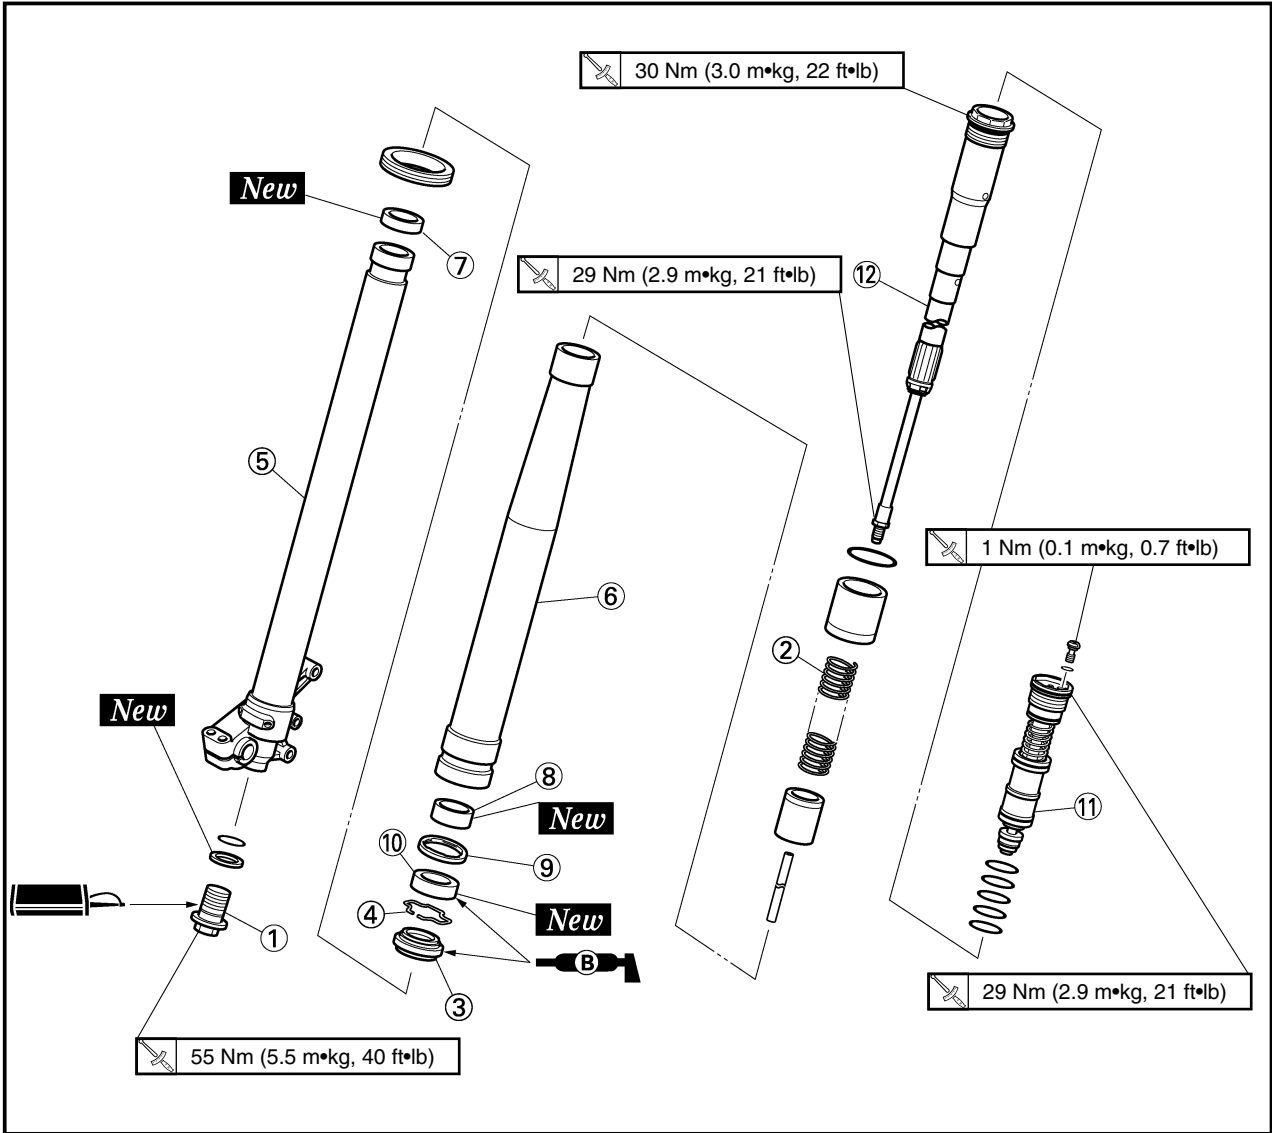 30 Nm (3.0 m•kg, 22 ft•lb)
New
7
29 Nm (2.9 m•kg, 21 ft•lb)
12
5
1 Nm (0.1 m•kg, 0.7 ft•lb)
6
2
New
8
11
New
10
9
4
New
1
B
3
29 Nm (2.9 m•kg, 21 ft•lb)
55 Nm (5.5 m•kg, 40 ft•lb)